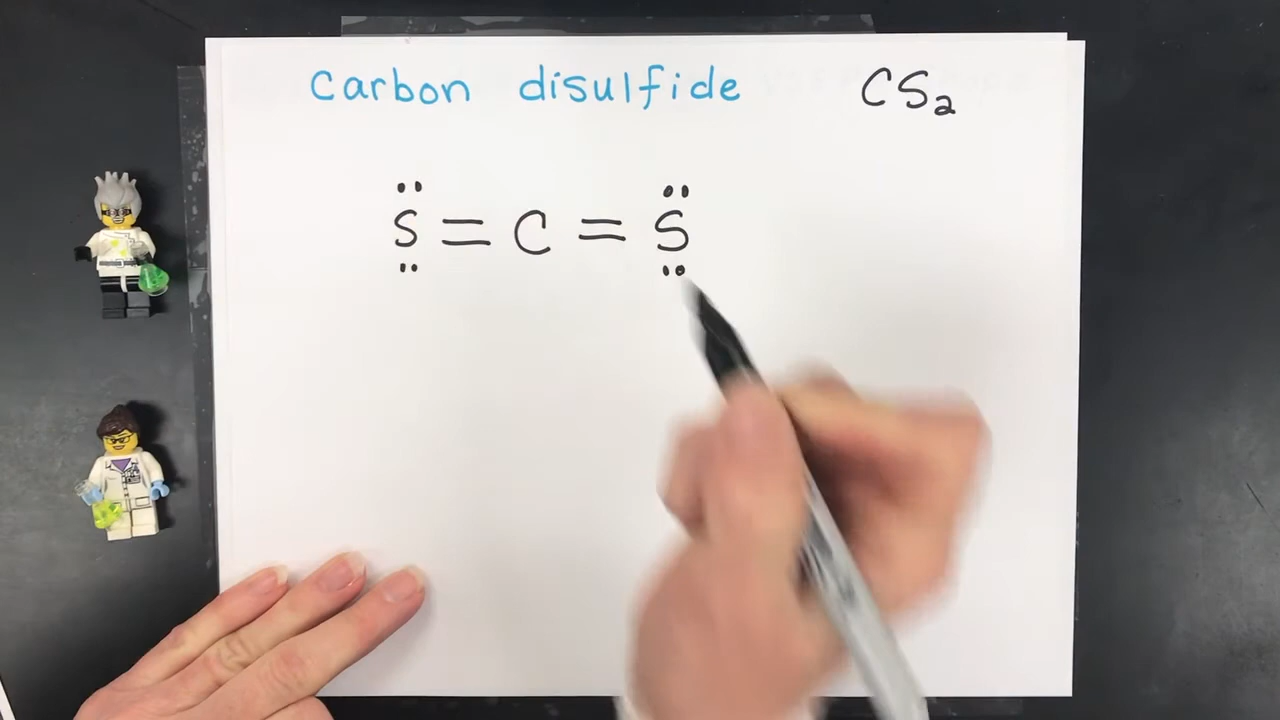 carbon disulfide CS₂
S = C = S